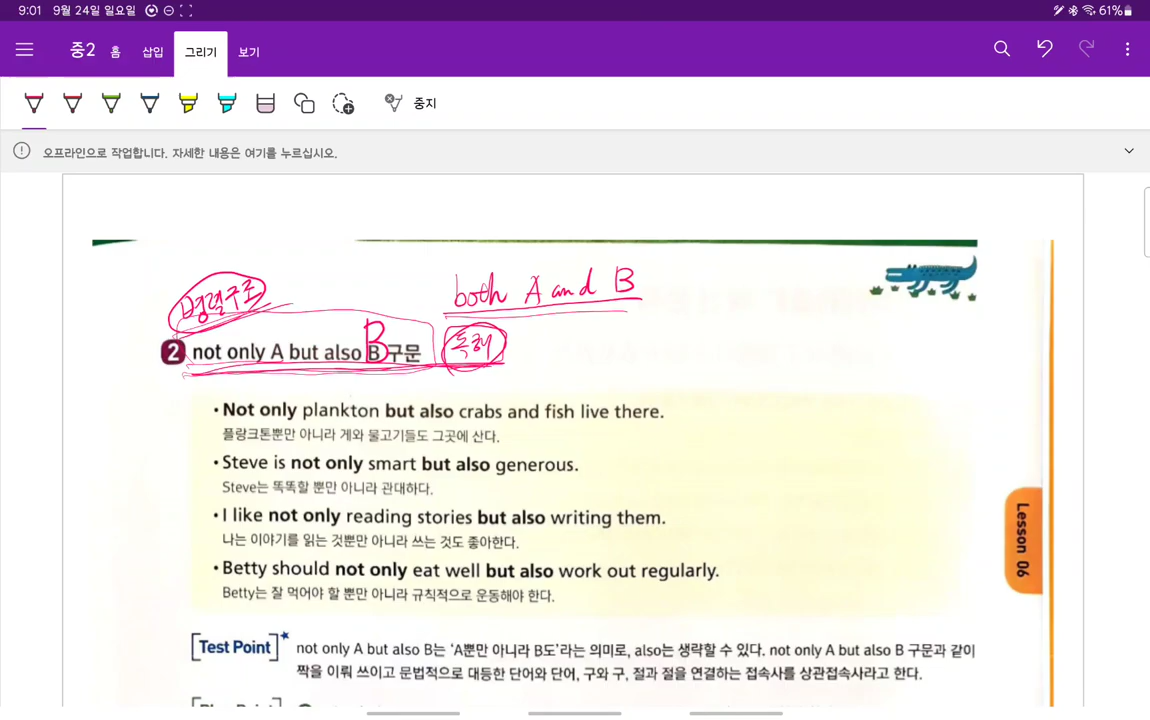 9:01 9월 24일 일요일 61%
중2 홈 삽입 그리기 보기
중지
오프라인으로 작업합니다. 자세한 내용은 여기를 누르십시오.
both A and B
2 not only A but also B 구문 B 독해
• Not only plankton but also crabs and fish live there.
플랑크톤뿐만 아니라 게와 물고기들도 그곳에 산다.
• Steve is not only smart but also generous.
Steve는 똑똑할 뿐만 아니라 관대하다.
• I like not only reading stories but also writing them.
나는 이야기를 읽는 것뿐만 아니라 쓰는 것도 좋아한다.
• Betty should not only eat well but also work out regularly.
Betty는 잘 먹어야 할 뿐만 아니라 규칙적으로 운동해야 한다.
Lesson 06
[Test Point]★ not only A but also B는 ‘A뿐만 아니라 B도’라는 의미로, also는 생략할 수 있다. not only A but also B 구문과 같이
짝을 이뤄 쓰이고 문법적으로 대등한 단어와 단어, 구와 구, 절과 절을 연결하는 접속사를 상관접속사라고 한다.